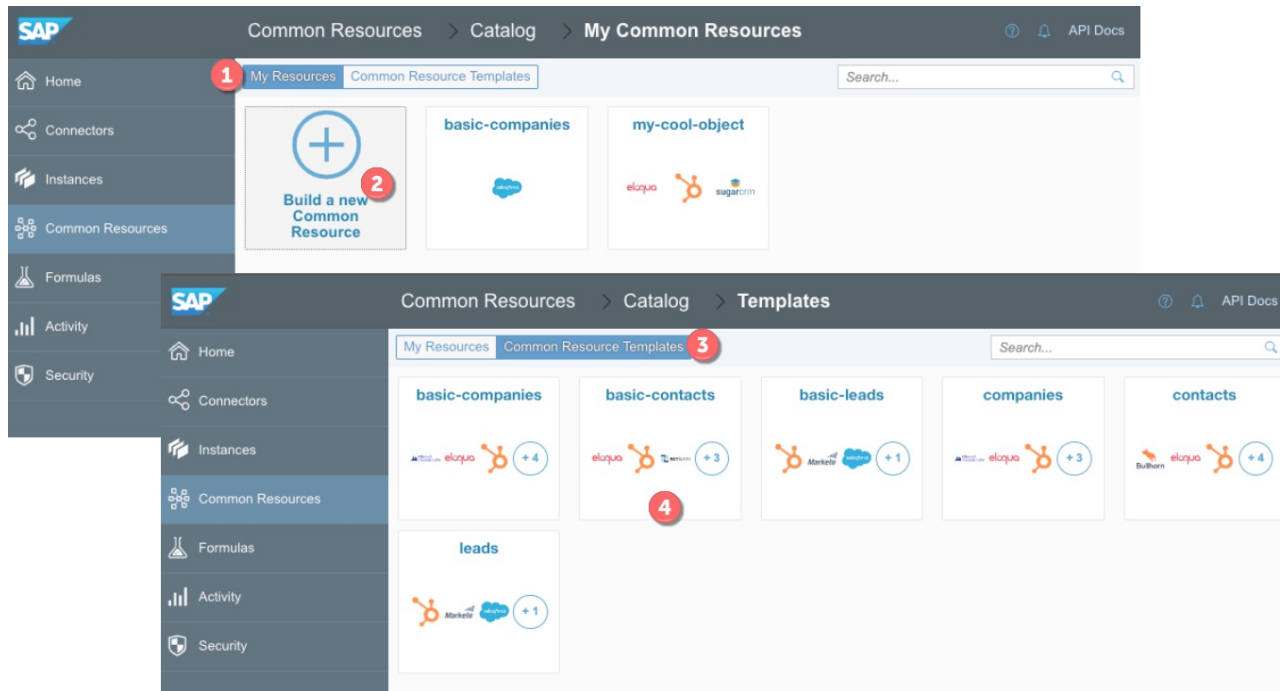 SAP
Common Resources > Catalog > My Common Resources
API Docs
1
My Resources
Common Resource Templates
Search...
Home
Connectors
Instances
Common Resources
Formulas
Activity
Security
2
Build a new
Common
Resource
basic-companies
salesforce
my-cool-object
eloqua
sugarcrm
SAP
Common Resources > Catalog > Templates
API Docs
My Resources
Common Resource Templates
3
Search...
Home
Connectors
Instances
Common Resources
Formulas
Activity
Security
basic-companies
eloqua
+ 4
basic-contacts
eloqua
+ 3
4
basic-leads
Marketo
salesforce
+ 1
companies
eloqua
+ 3
contacts
Bullhorn
eloqua
+ 4
leads
Marketo
salesforce
+ 1